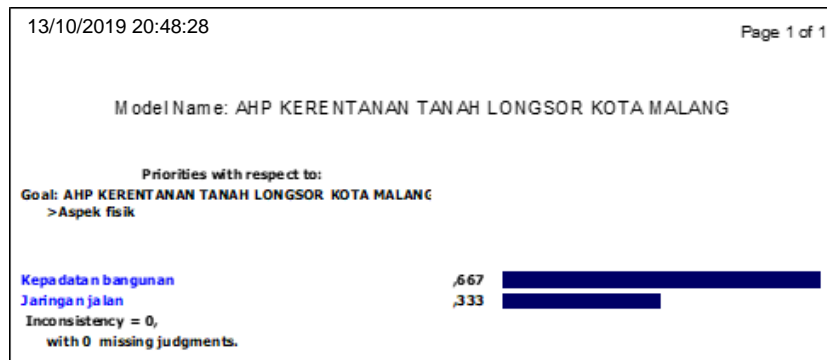 13/10/2019 20:48:28
Page 1 of 1
Model Name: AHP KERENTANAN TANAH LONGSOR KOTA MALANG
Priorities with respect to:
Goal: AHP KERENTANAN TANAH LONGSOR KOTA MALANG
>Aspek fisik
Kepadatan bangunan ,667
Jaringan jalan ,333
Inconsistency = 0,
with 0 missing judgments.